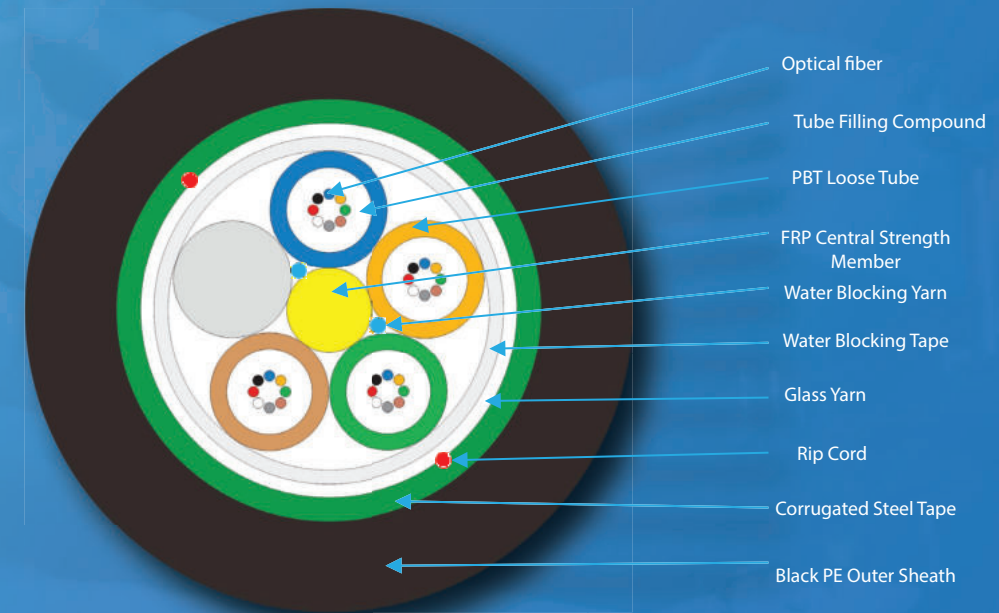 Optical fiber
Tube Filling Compound
PBT Loose Tube
FRP Central Strength
Member
Water Blocking Yarn
Water Blocking Tape
Glass Yarn
Rip Cord
Corrugated Steel Tape
Black PE Outer Sheath